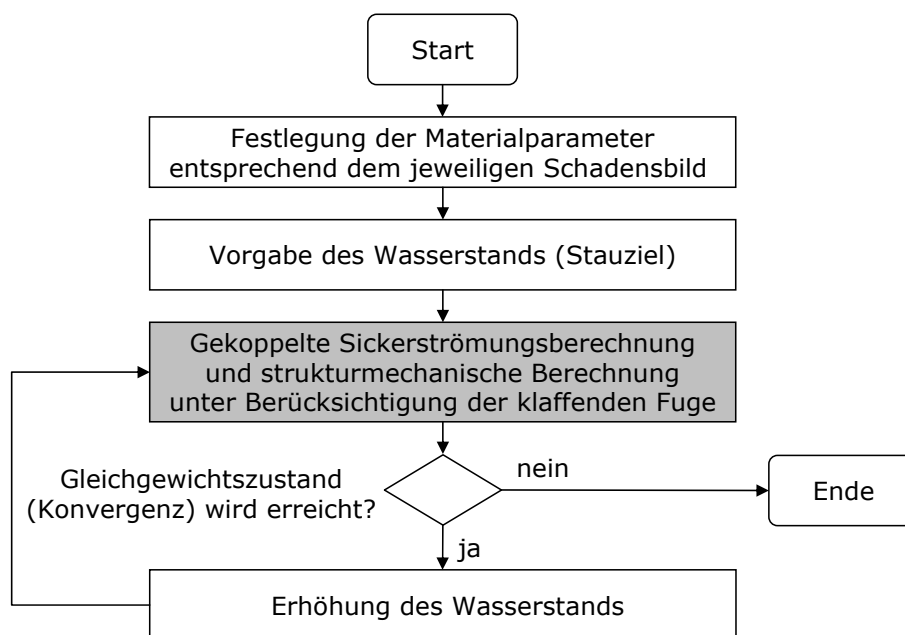 Start
Festlegung der Materialparameter
entsprechend dem jeweiligen Schadensbild
Vorgabe des Wasserstands (Stauziel)
Gekoppelte Sickerströmungsberechnung
und strukturmechanische Berechnung
unter Berücksichtigung der klaffenden Fuge
Gleichgewichtszustand
(Konvergenz) wird erreicht?
nein
Ende
ja
Erhöhung des Wasserstands